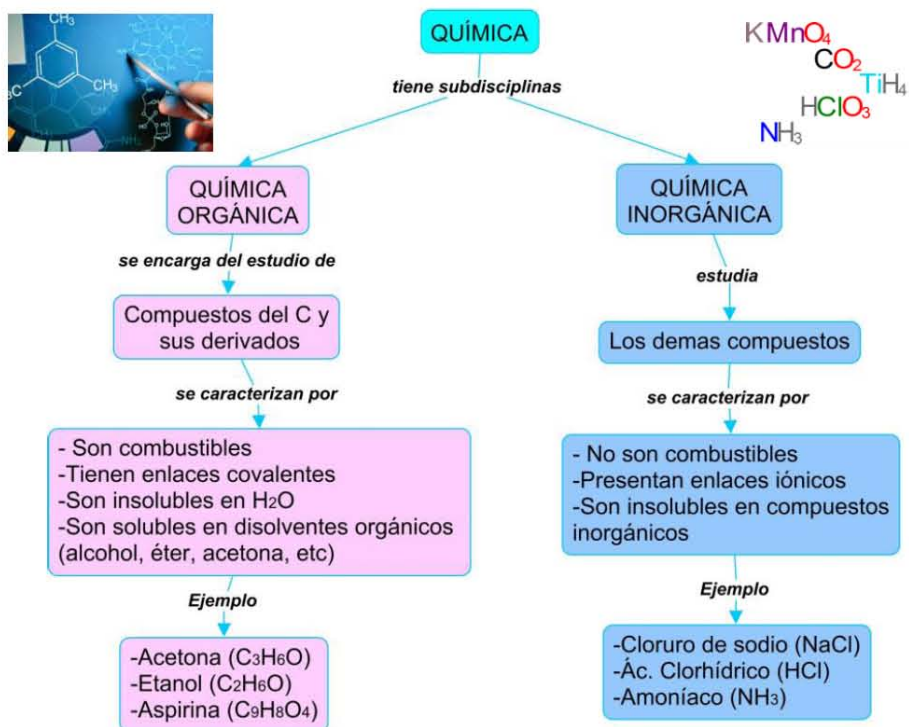 CH₃
CH₃
QUÍMICA
KMnO₄
CO₂
TiH₄
HClO₃
NH₃
tiene subdisciplinas
QUÍMICA
ORGÁNICA
QUÍMICA
INORGÁNICA
se encarga del estudio de
estudia
Compuestos del C y
sus derivados
Los demas compuestos
se caracterizan por
se caracterizan por
- Son combustibles
-Tienen enlaces covalentes
-Son insolubles en H₂O
-Son solubles en disolventes orgánicos
(alcohol, éter, acetona, etc)
- No son combustibles
-Presentan enlaces iónicos
-Son insolubles en compuestos
inorgánicos
Ejemplo
Ejemplo
-Acetona (C₃H₆O)
-Etanol (C₂H₆O)
-Aspirina (C₉H₈O₄)
-Cloruro de sodio (NaCl)
-Ác. Clorhídrico (HCl)
-Amoníaco (NH₃)